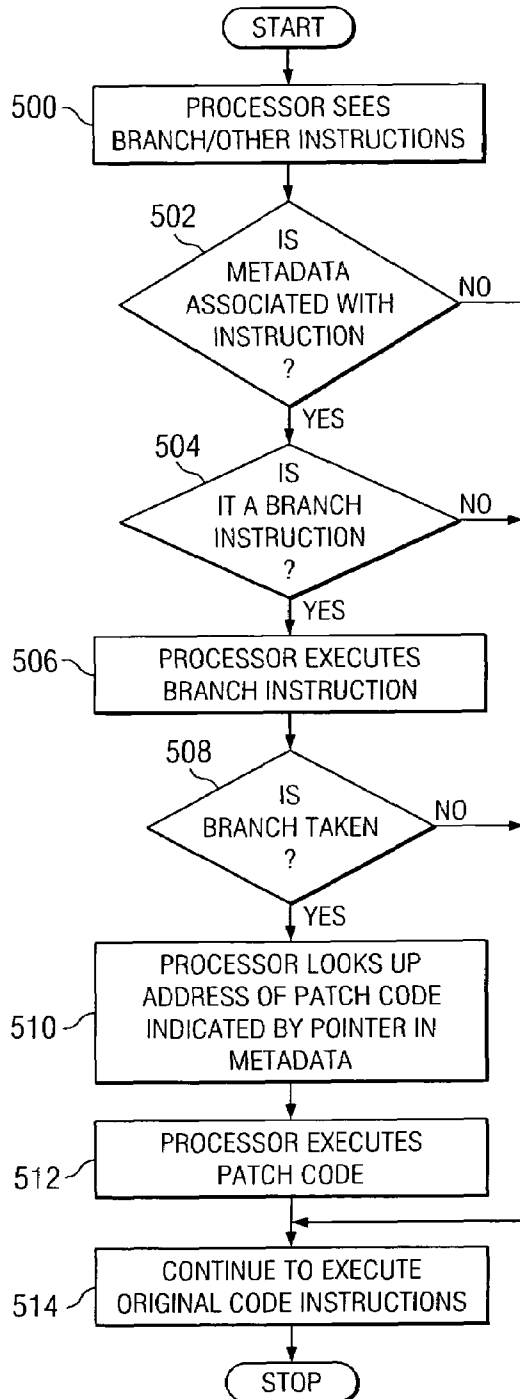 START
500
PROCESSOR SEES
BRANCH/OTHER INSTRUCTIONS
502
IS
METADATA
ASSOCIATED WITH
INSTRUCTION
?
NO
YES
504
IS
IT A BRANCH
INSTRUCTION
?
NO
YES
506
PROCESSOR EXECUTES
BRANCH INSTRUCTION
508
IS
BRANCH TAKEN
?
NO
YES
510
PROCESSOR LOOKS UP
ADDRESS OF PATCH CODE
INDICATED BY POINTER IN
METADATA
512
PROCESSOR EXECUTES
PATCH CODE
514
CONTINUE TO EXECUTE
ORIGINAL CODE INSTRUCTIONS
STOP